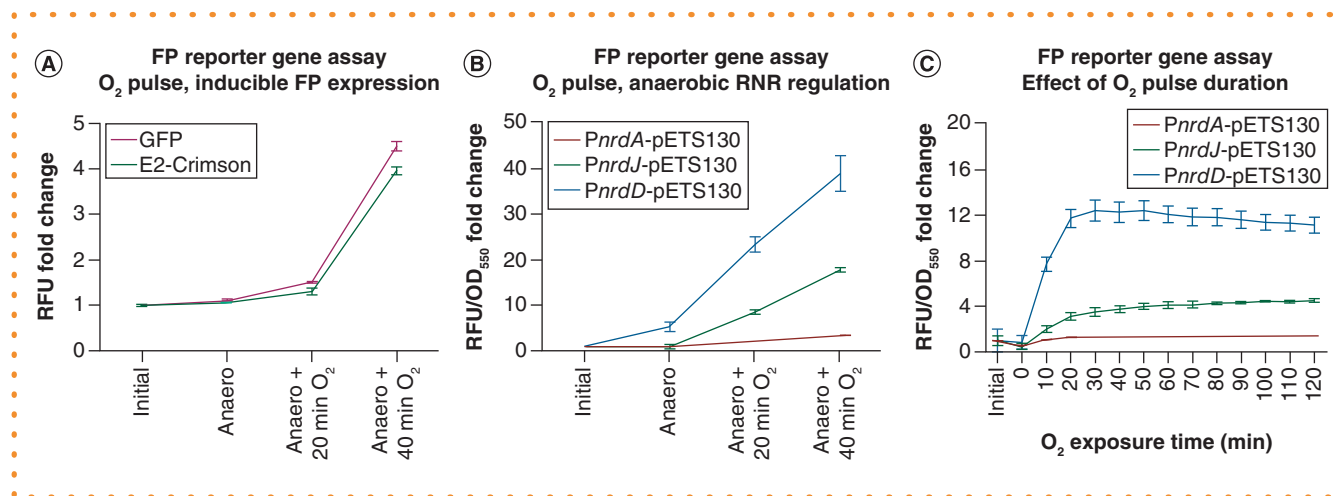 A
FP reporter gene assay
O₂ pulse, inducible FP expression
RFU fold change
5
4
3
2
1
0
GFP
E2-Crimson
Initial
Anaero
Anaero +
20 min O₂
Anaero +
40 min O₂
B
FP reporter gene assay
O₂ pulse, anaerobic RNR regulation
RFU/OD₅₅₀ fold change
50
40
30
20
10
0
PnrdA-pETS130
PnrdJ-pETS130
PnrdD-pETS130
Initial
Anaero
Anaero +
20 min O₂
Anaero +
40 min O₂
C
FP reporter gene assay
Effect of O₂ pulse duration
RFU/OD₅₅₀ fold change
20
16
12
8
4
0
PnrdA-pETS130
PnrdJ-pETS130
PnrdD-pETS130
Initial
0
10
20
30
40
50
60
70
80
90
100
110
120
O₂ exposure time (min)